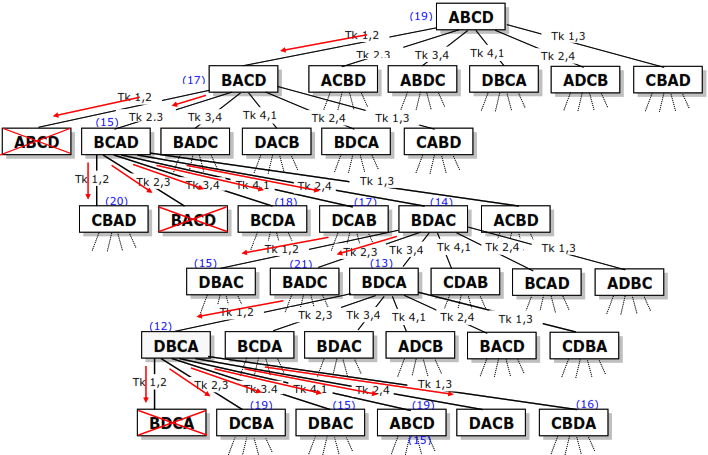 (19) ABCD
Tk 1,2 Tk 2.3 Tk 3,4 Tk 4,1 Tk 2,4 Tk 1,3
(17) BACD ACBD ABDC DBCA ADCB CBAD
Tk 1,2 Tk 2.3 Tk 3,4 Tk 4,1 Tk 2,4 Tk 1,3
(15)
ABCD BCAD BADC DACB BDCA CABD
Tk 1,2 Tk 2,3 Tk 3,4 Tk 4,1 Tk 2,4 Tk 1,3
(20) (18) (17) (14)
CBAD BACD BCDA DCAB BDAC ACBD
Tk 1,2 Tk 2,3 Tk 3,4 Tk 4,1 Tk 2,4 Tk 1,3
(15) (21) (13)
DBAC BADC BDCA CDAB BCAD ADBC
Tk 1,2 Tk 2,3 Tk 3,4 Tk 4,1 Tk 2,4 Tk 1,3
(12)
DBCA BCDA BDAC ADCB BACD CDBA
Tk 1,2 Tk 2,3 Tk 3,4 Tk 4,1 Tk 2,4 Tk 1,3
(19) (15) (19) (16)
BDCA DCBA DBAC ABCD DACB CBDA
(15)